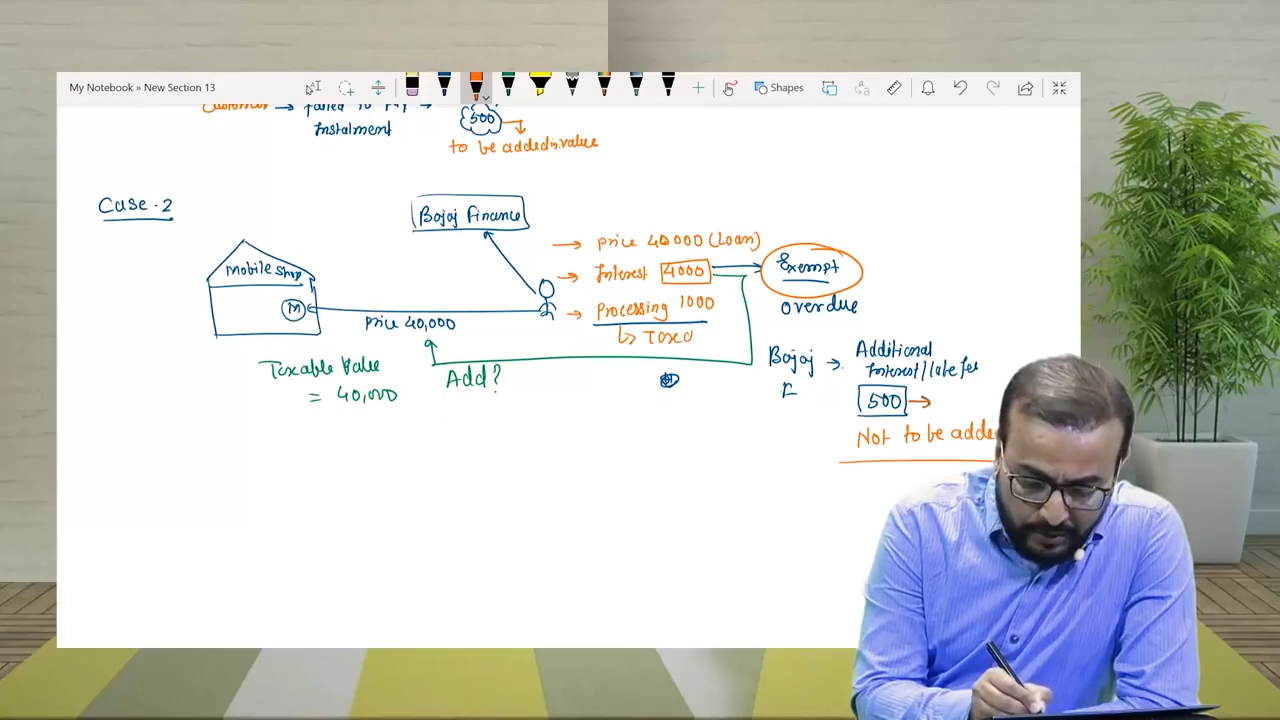 My Notebook » New Section 13
Shapes
Customer → failed to pay →
Instalment
500
to be added in value
Case-2
Bajaj Finance
Mobile shop
M
Price 40,000
→ Price 40000 (Loan)
→ Interest 4000
→ Processing 1000
↳ Taxed
Exempt
overdue
Taxable Value
= 40,000
Add?
Bajaj →
Additional
Interest/late fee
500 →
Not to be adde